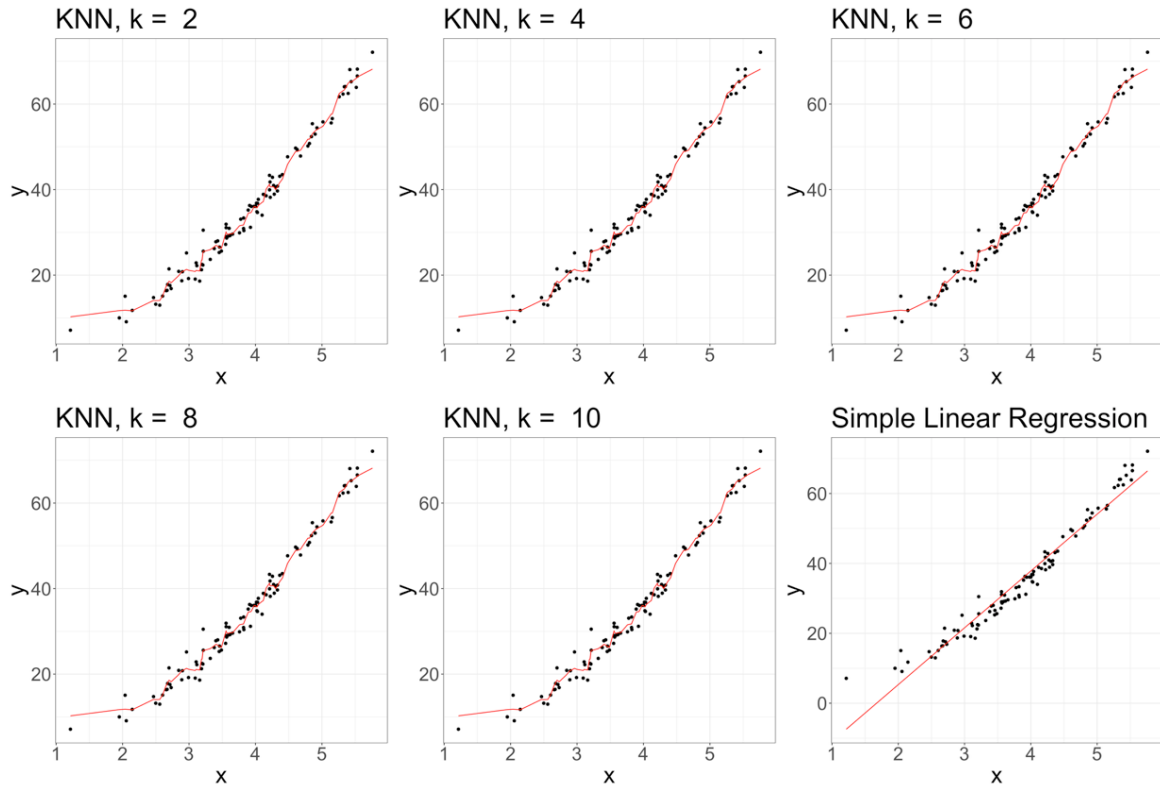 KNN, k = 2
60
40
20
y
1 2 3 4 5
x
KNN, k = 4
60
40
20
y
1 2 3 4 5
x
KNN, k = 6
60
40
20
y
1 2 3 4 5
x
KNN, k = 8
60
40
20
y
1 2 3 4 5
x
KNN, k = 10
60
40
20
y
1 2 3 4 5
x
Simple Linear Regression
60
40
20
0
y
1 2 3 4 5
x